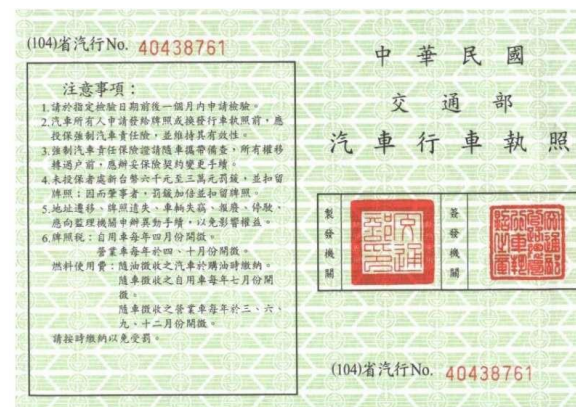 (104)省汽行No. 40438761
注意事項：
1.請於指定檢驗日期前後一個月內申請檢驗。
2.汽車所有人申請發給牌照或換發行車執照前，應
投保強制汽車責任險，並維持其有效性。
3.強制汽車責任保險證請隨車攜帶備查，所有權移
轉過戶前，應辦妥保險契約變更手續。
4.未投保者處新台幣六千元至三萬元罰鍰，並扣留
牌照；因而肇事者，罰鍰加倍並扣留牌照。
5.地址遷移、牌照遺失、車輛失竊、報廢、停駛、
應向監理機關申辦異動手續，以免影響權益。
6.牌照稅：自用車每年四月份開徵。
營業車每年於四、十月份開徵。
燃料使用費：隨油徵收之汽車於購油時繳納。
隨車徵收之自用車每年七月份開
徵。
隨車徵收之營業車每年於三、六、
九、十二月份開徵。
請按時繳納以免受罰。
中華民國
交通部
汽車行車執照
製發機關
交通部印
簽發機關
(104)省汽行No. 40438761